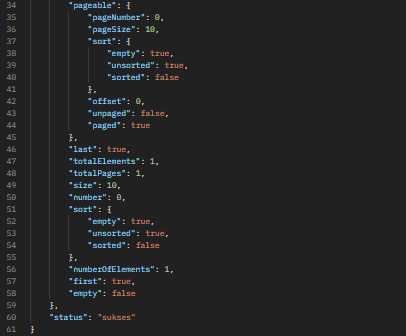 34 "pageable": {
35 "pageNumber": 0,
36 "pageSize": 10,
37 "sort": {
38 "empty": true,
39 "unsorted": true,
40 "sorted": false
41 },
42 "offset": 0,
43 "unpaged": false,
44 "paged": true
45 },
46 "last": true,
47 "totalElements": 1,
48 "totalPages": 1,
49 "size": 10,
50 "number": 0,
51 "sort": {
52 "empty": true,
53 "unsorted": true,
54 "sorted": false
55 },
56 "numberOfElements": 1,
57 "first": true,
58 "empty": false
59 },
60 "status": "sukses"
61 }